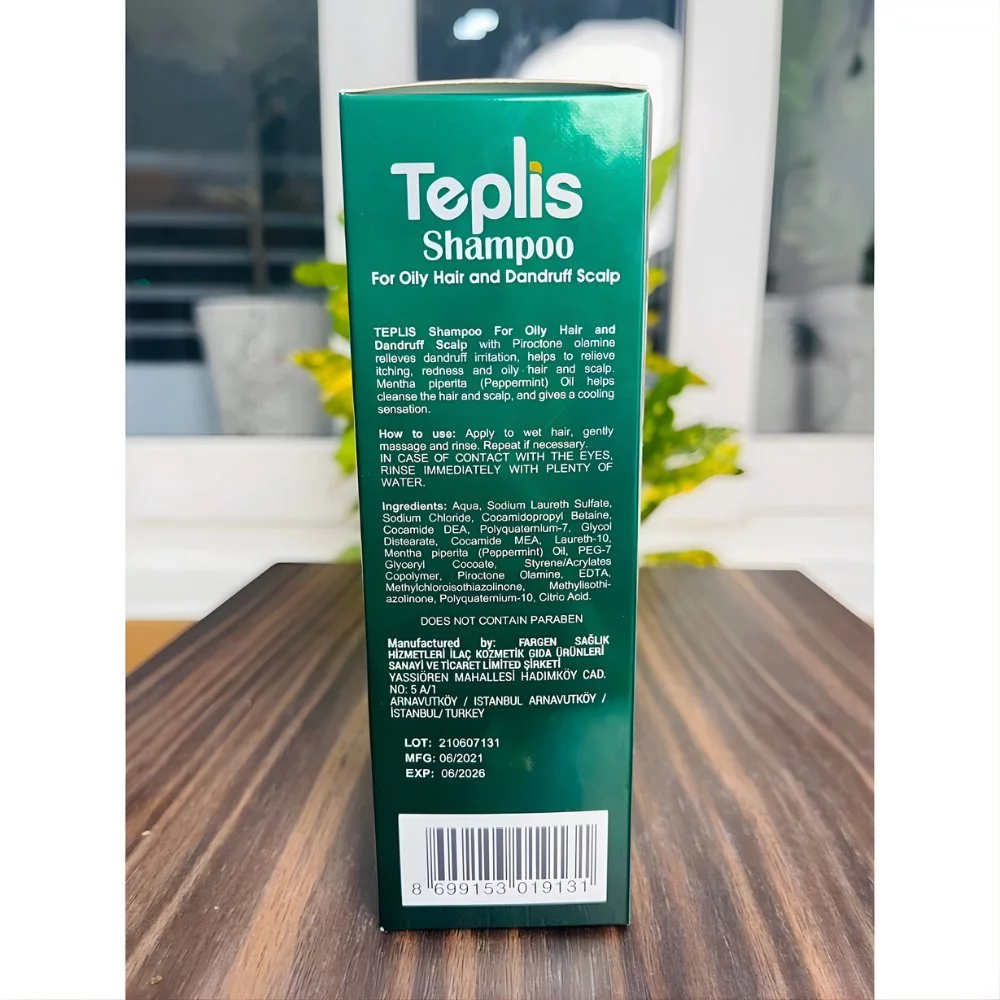 Teplis
Shampoo
For Oily Hair and Dandruff Scalp
TEPLIS Shampoo For Oily Hair and
Dandruff Scalp with Piroctone olamine
relieves dandruff irritation, helps to relieve
itching, redness and oily hair and scalp.
Mentha piperita (Peppermint) Oil helps
cleanse the hair and scalp, and gives a cooling
sensation.
How to use: Apply to wet hair, gently
massage and rinse. Repeat if necessary.
IN CASE OF CONTACT WITH THE EYES,
RINSE IMMEDIATELY WITH PLENTY OF
WATER.
Ingredients: Aqua, Sodium Laureth Sulfate,
Sodium Chloride, Cocamidopropyl Betaine,
Cocamide DEA, Polyquaternium-7, Glycol
Distearate, Cocamide MEA, Laureth-10,
Mentha piperita (Peppermint) Oil, PEG-7
Glyceryl Cocoate, Styrene/Acrylates
Copolymer, Piroctone Olamine, EDTA,
Methylchloroisothiazolinone, Methylisothi-
azolinone, Polyquaternium-10, Citric Acid.
DOES NOT CONTAIN PARABEN
Manufactured by: FARGEN SAĞLIK
HİZMETLERİ İLAÇ KOZMETİK GIDA ÜRÜNLERİ
SANAYİ VE TİCARET LİMİTED ŞİRKETİ
YASSIÖREN MAHALLESİ HADIMKÖY CAD.
NO: 5 A/1
ARNAVUTKÖY / ISTANBUL ARNAVUTKÖY /
İSTANBUL/ TURKEY
LOT: 210607131
MFG: 06/2021
EXP: 06/2026
8 699153 019131